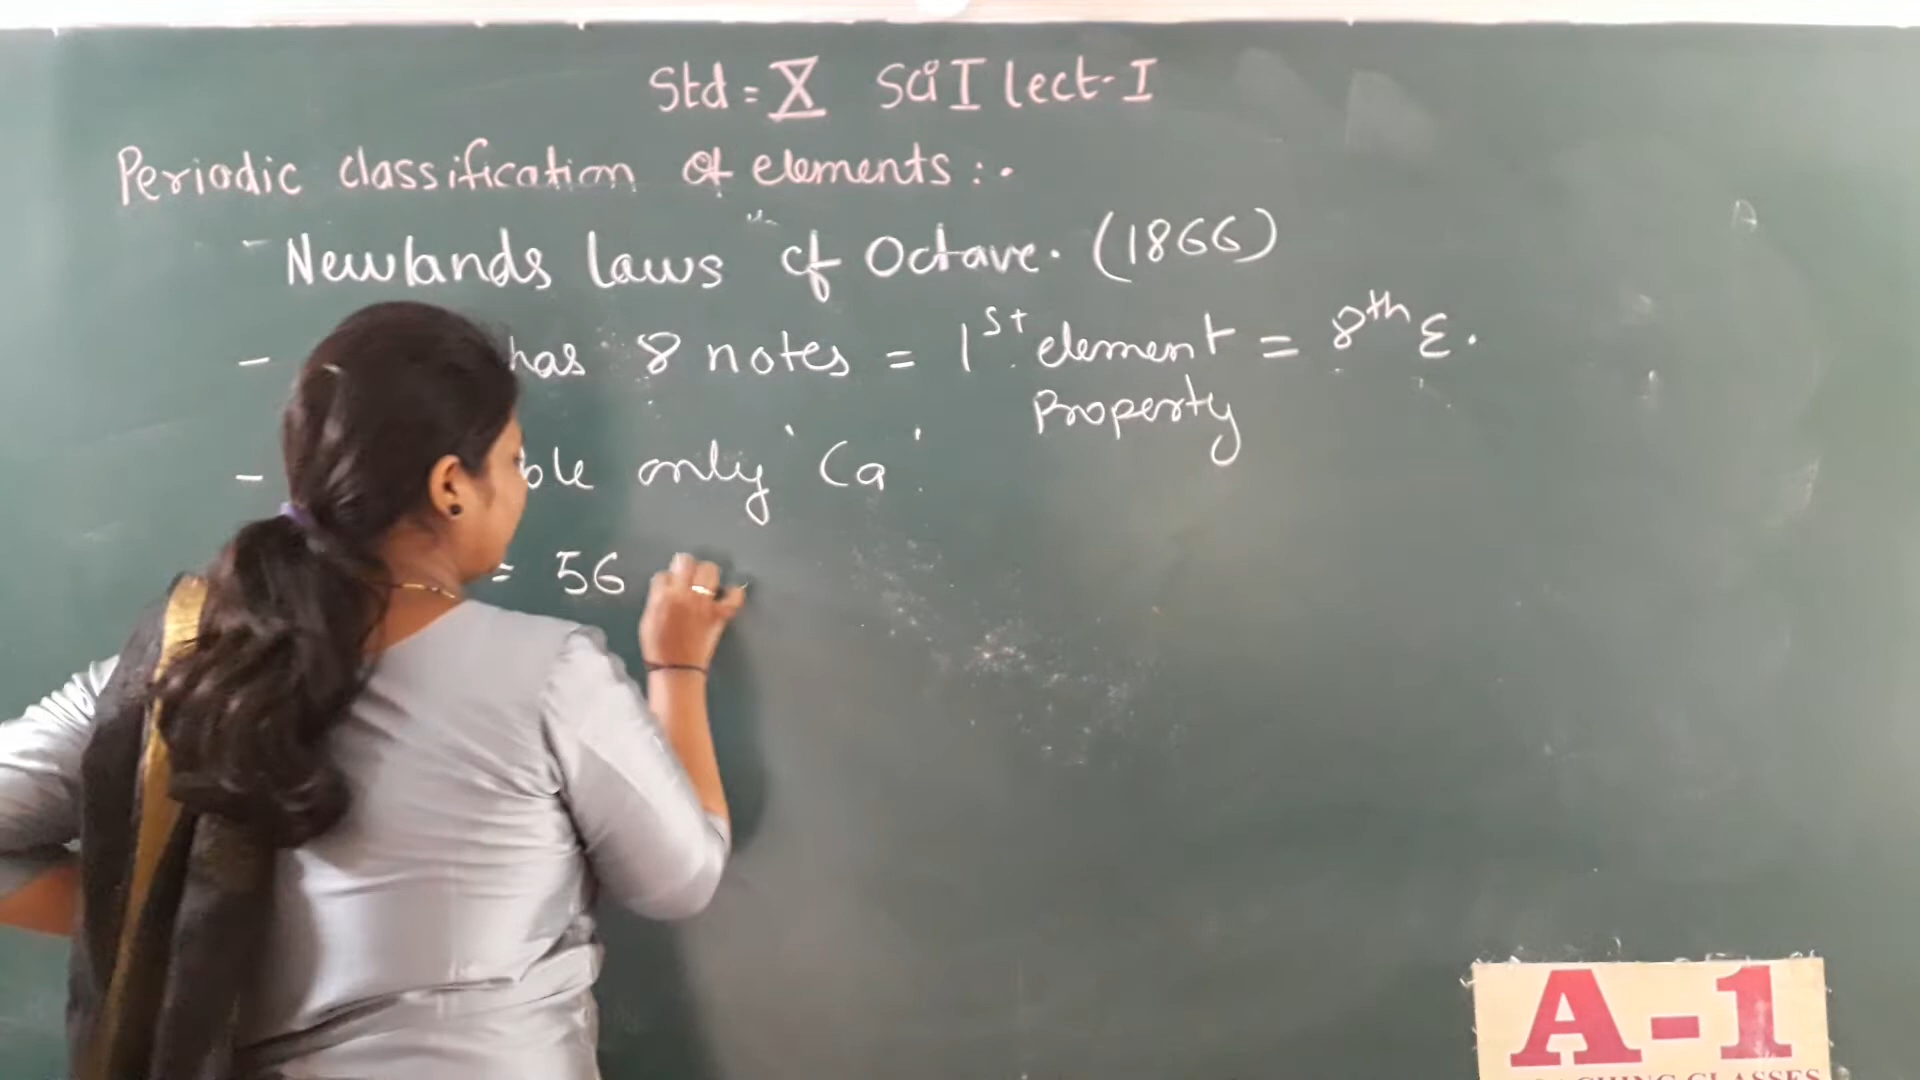 Std = X Sci I lect-I
Periodic classification of elements :-
- Newlands laws of Octave. (1866)
- has 8 notes = 1st element = 8th E.
Property
- only 'Ca'
= 56
A-1
CLASSES